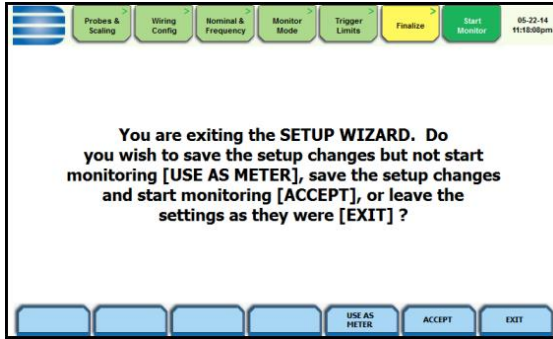 Probes & Scaling >
Wiring Config >
Nominal & Frequency >
Monitor Mode >
Trigger Limits >
Finalize >
Start Monitor
05-22-14
11:18:08pm
You are exiting the SETUP WIZARD. Do
you wish to save the setup changes but not start
monitoring [USE AS METER], save the setup changes
and start monitoring [ACCEPT], or leave the
settings as they were [EXIT] ?
USE AS
METER
ACCEPT
EXIT